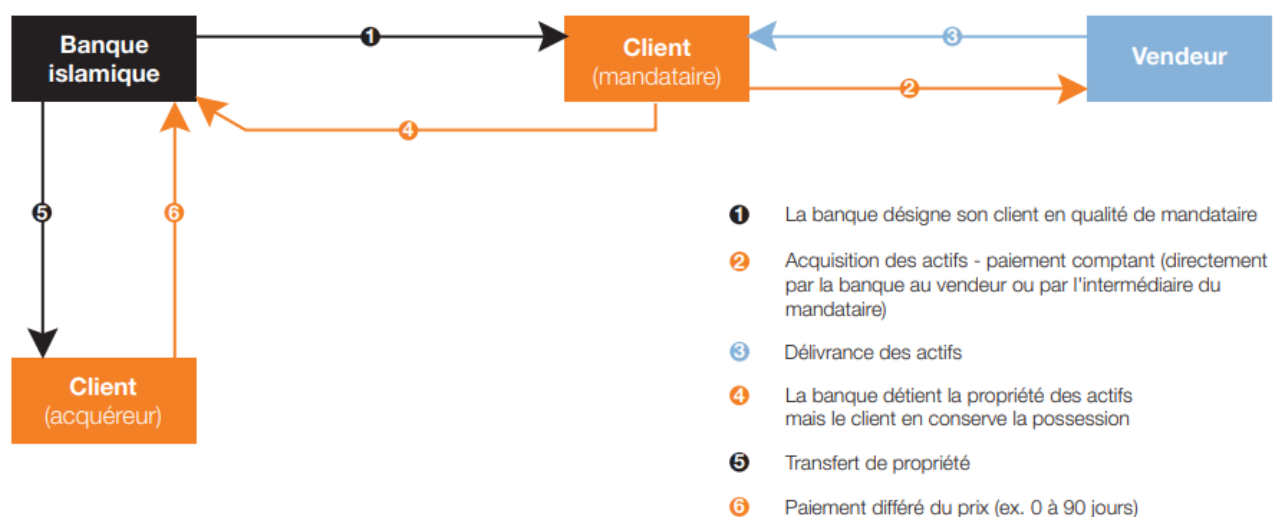 Banque
islamique
1
Client
(mandataire)
3
Vendeur
2
4
5
6
Client
(acquéreur)
1 La banque désigne son client en qualité de mandataire
2 Acquisition des actifs - paiement comptant (directement
par la banque au vendeur ou par l'intermédiaire du
mandataire)
3 Délivrance des actifs
4 La banque détient la propriété des actifs
mais le client en conserve la possession
5 Transfert de propriété
6 Paiement différé du prix (ex. 0 à 90 jours)